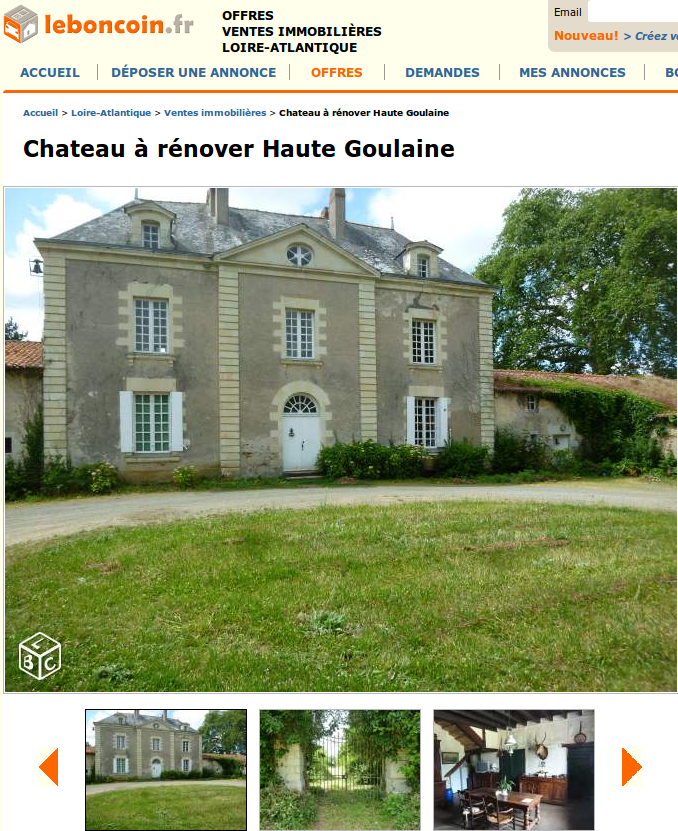 leboncoin.fr
OFFRES
VENTES IMMOBILIÈRES
LOIRE-ATLANTIQUE
Email
Nouveau! > Créez
ACCUEIL DÉPOSER UNE ANNONCE OFFRES DEMANDES MES ANNONCES
Accueil > Loire-Atlantique > Ventes immobilières > Chateau à rénover Haute Goulaine
Chateau à rénover Haute Goulaine
LBC